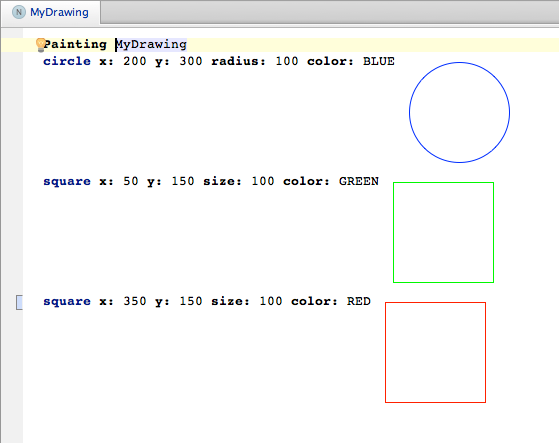 N MyDrawing
Painting MyDrawing
circle x: 200 y: 300 radius: 100 color: BLUE
square x: 50 y: 150 size: 100 color: GREEN
square x: 350 y: 150 size: 100 color: RED